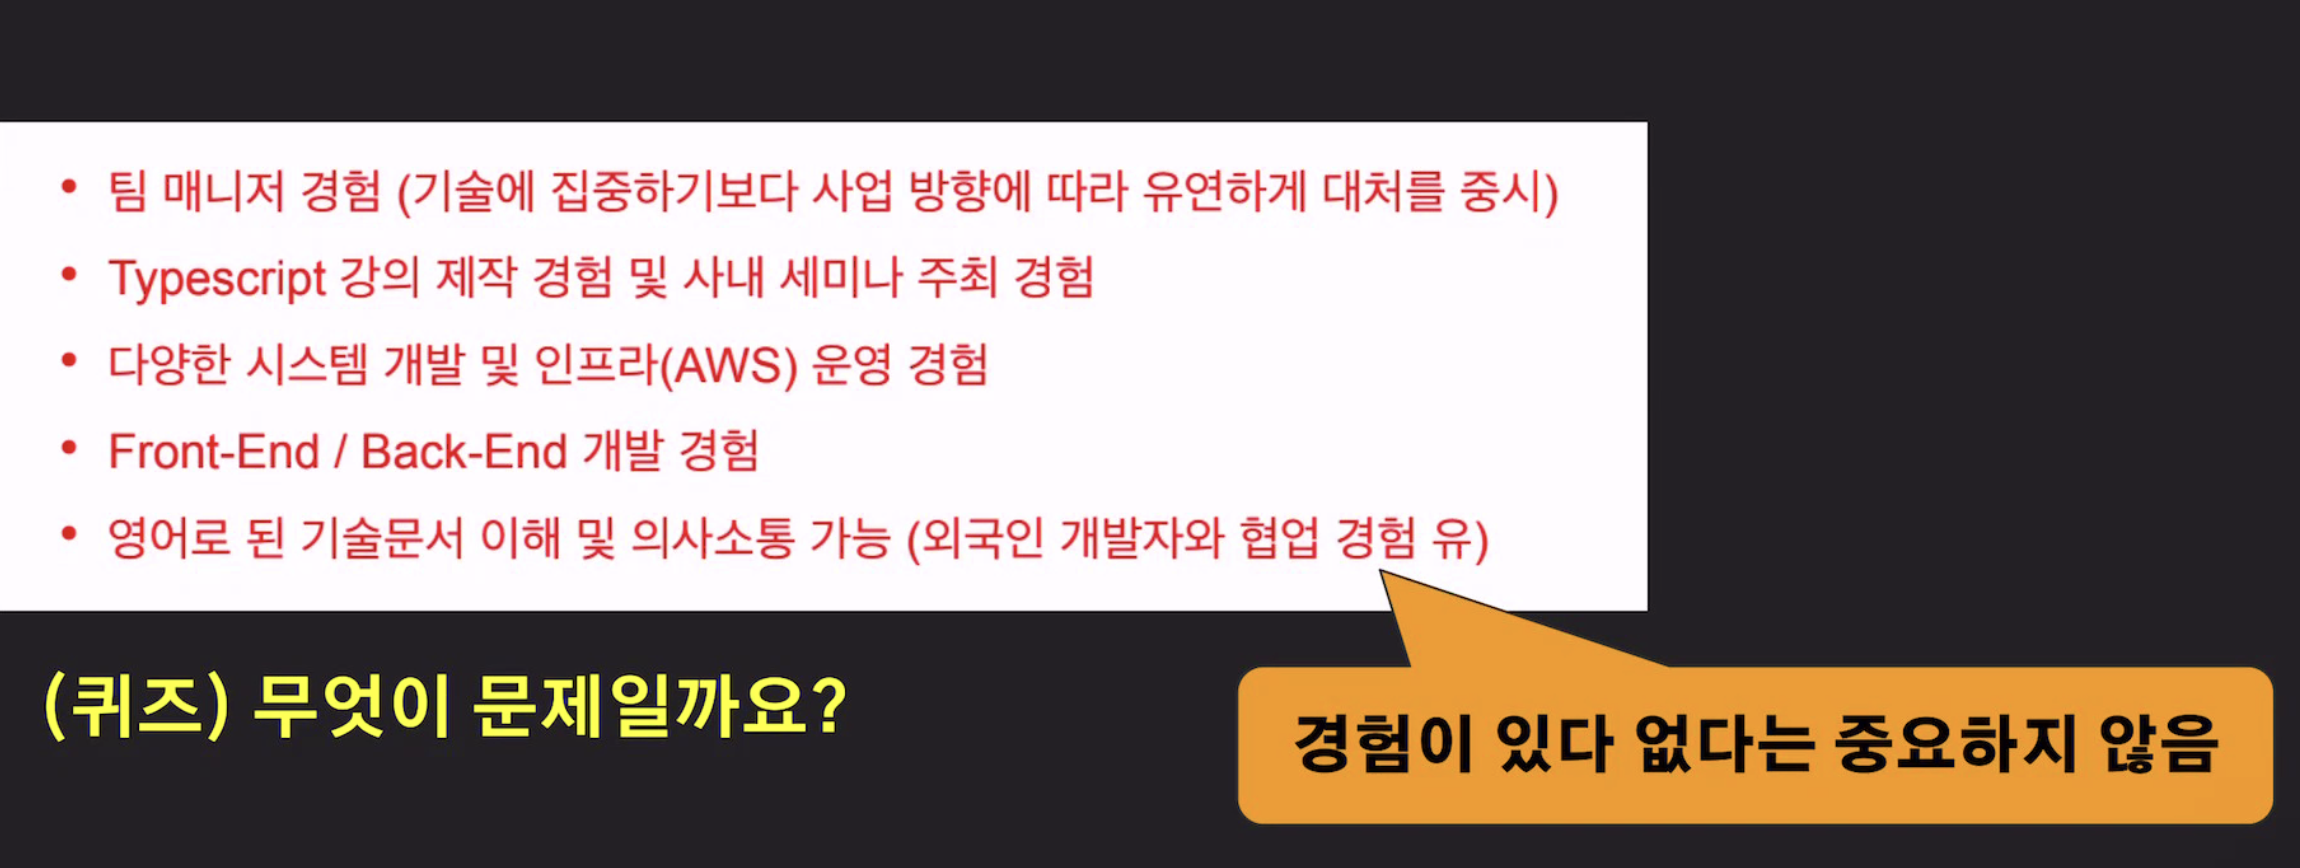 • 팀 매니저 경험 (기술에 집중하기보다 사업 방향에 따라 유연하게 대처를 중시)
• Typescript 강의 제작 경험 및 사내 세미나 주최 경험
• 다양한 시스템 개발 및 인프라(AWS) 운영 경험
• Front-End / Back-End 개발 경험
• 영어로 된 기술문서 이해 및 의사소통 가능 (외국인 개발자와 협업 경험 유)
(퀴즈) 무엇이 문제일까요?
경험이 있다 없다는 중요하지 않음